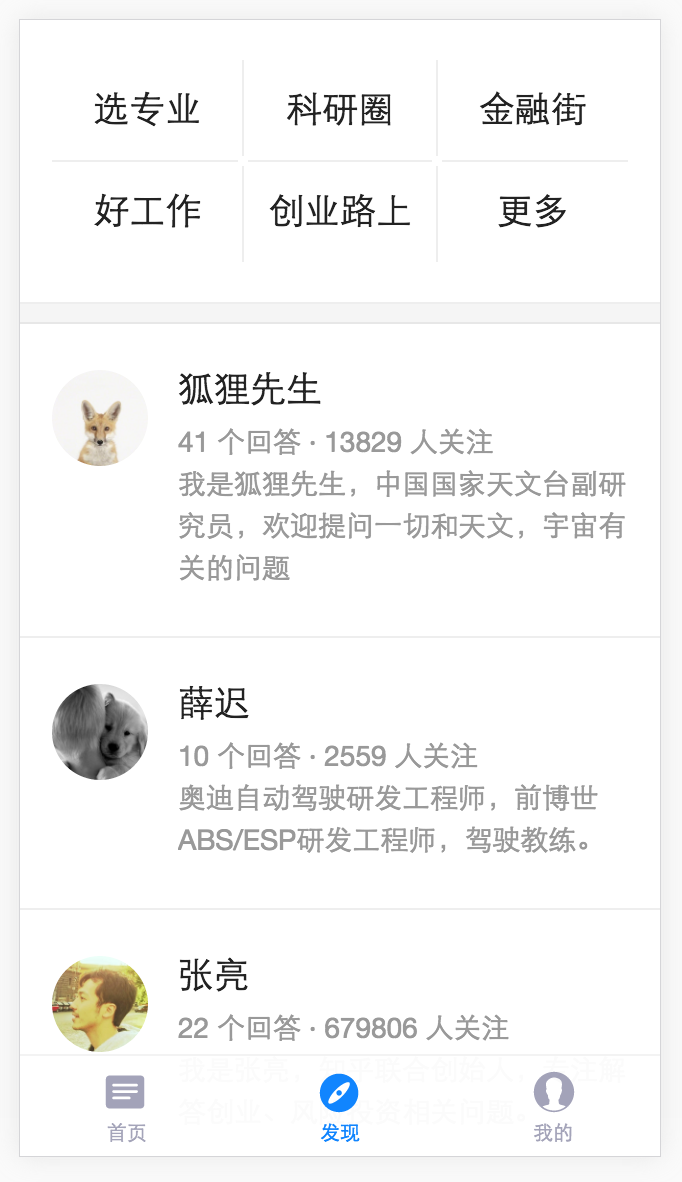 选专业 科研圈 金融街
好工作 创业路上 更多
狐狸先生
41 个回答 · 13829 人关注
我是狐狸先生，中国国家天文台副研
究员，欢迎提问一切和天文，宇宙有
关的问题
薛迟
10 个回答 · 2559 人关注
奥迪自动驾驶研发工程师，前博世
ABS/ESP研发工程师，驾驶教练。
张亮
22 个回答 · 679806 人关注
我是张亮，知乎联合创始人，关注解
答创业、风险投资相关问题。
首页 发现 我的